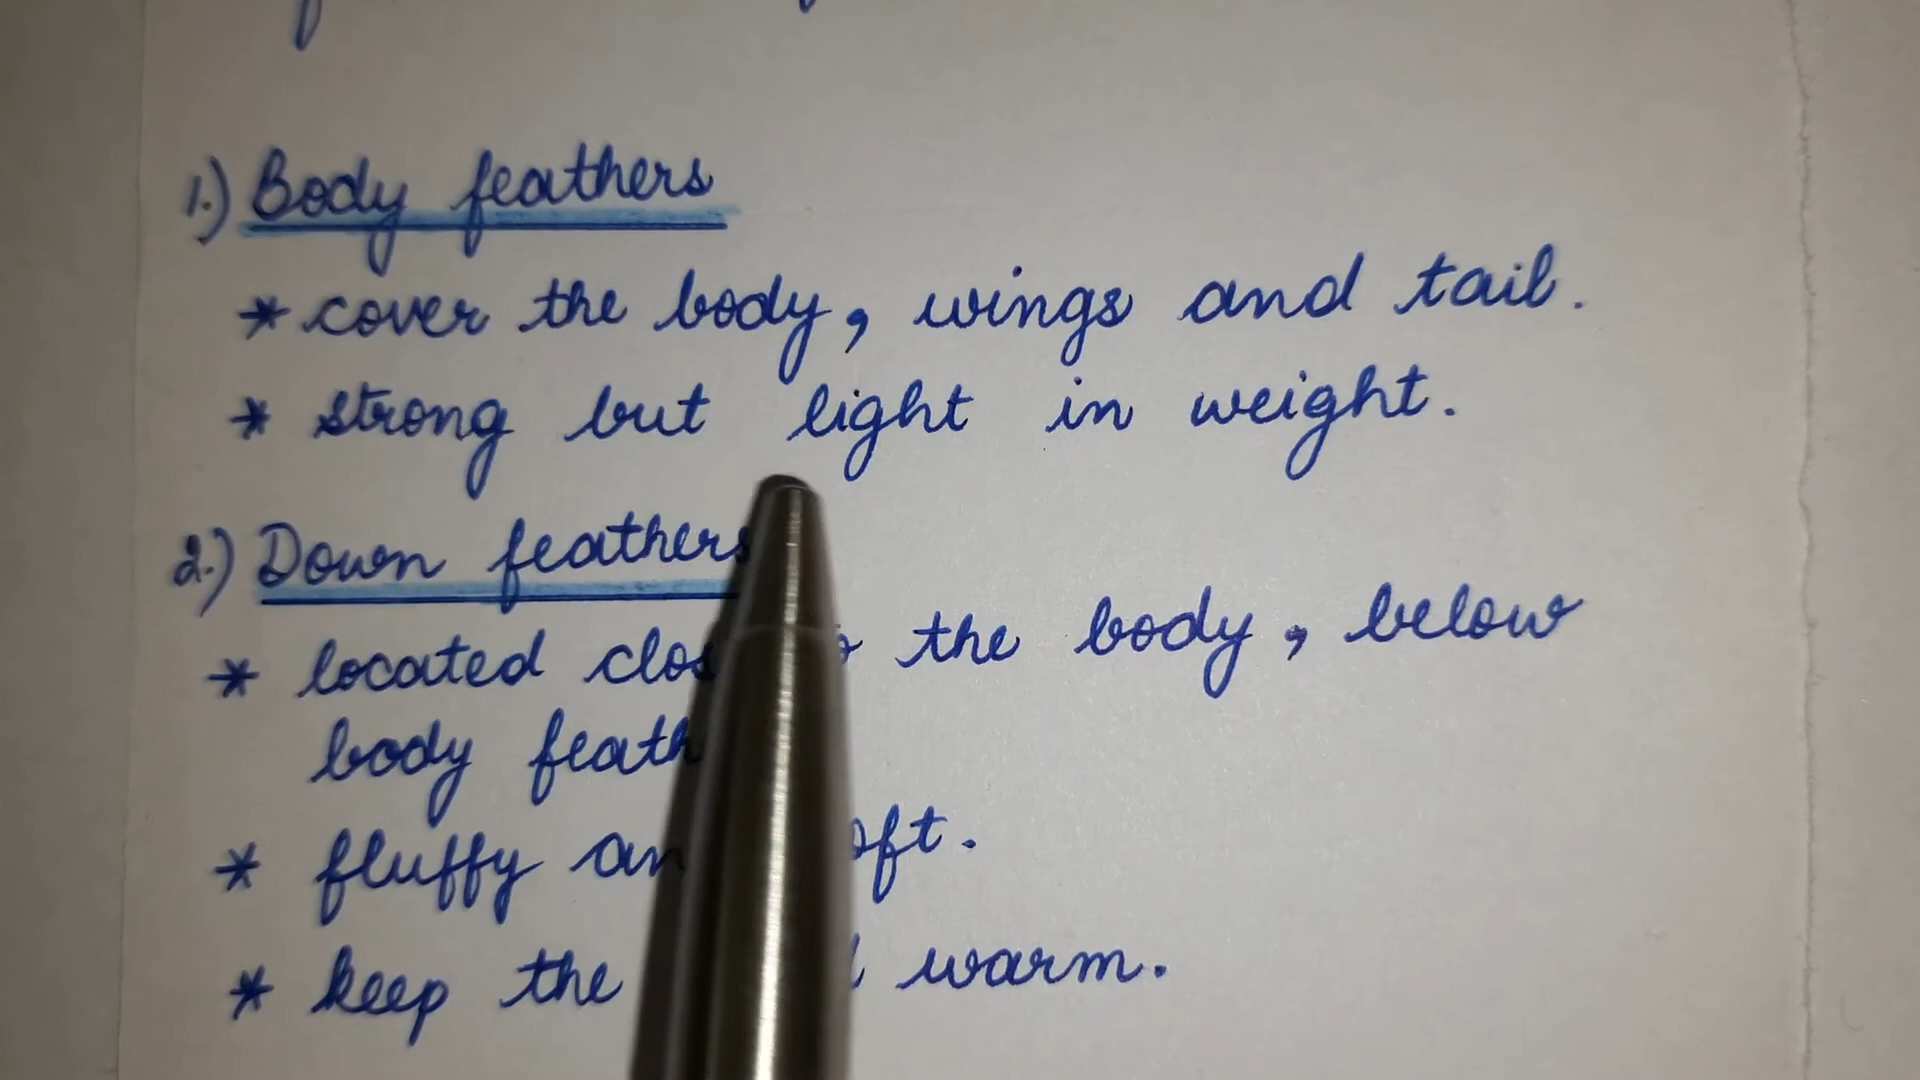 1.) Body feathers
* cover the body, wings and tail.
* strong but light in weight.
2.) Down feathers
* located the body, below
body
* fluffy
* keep the warm.